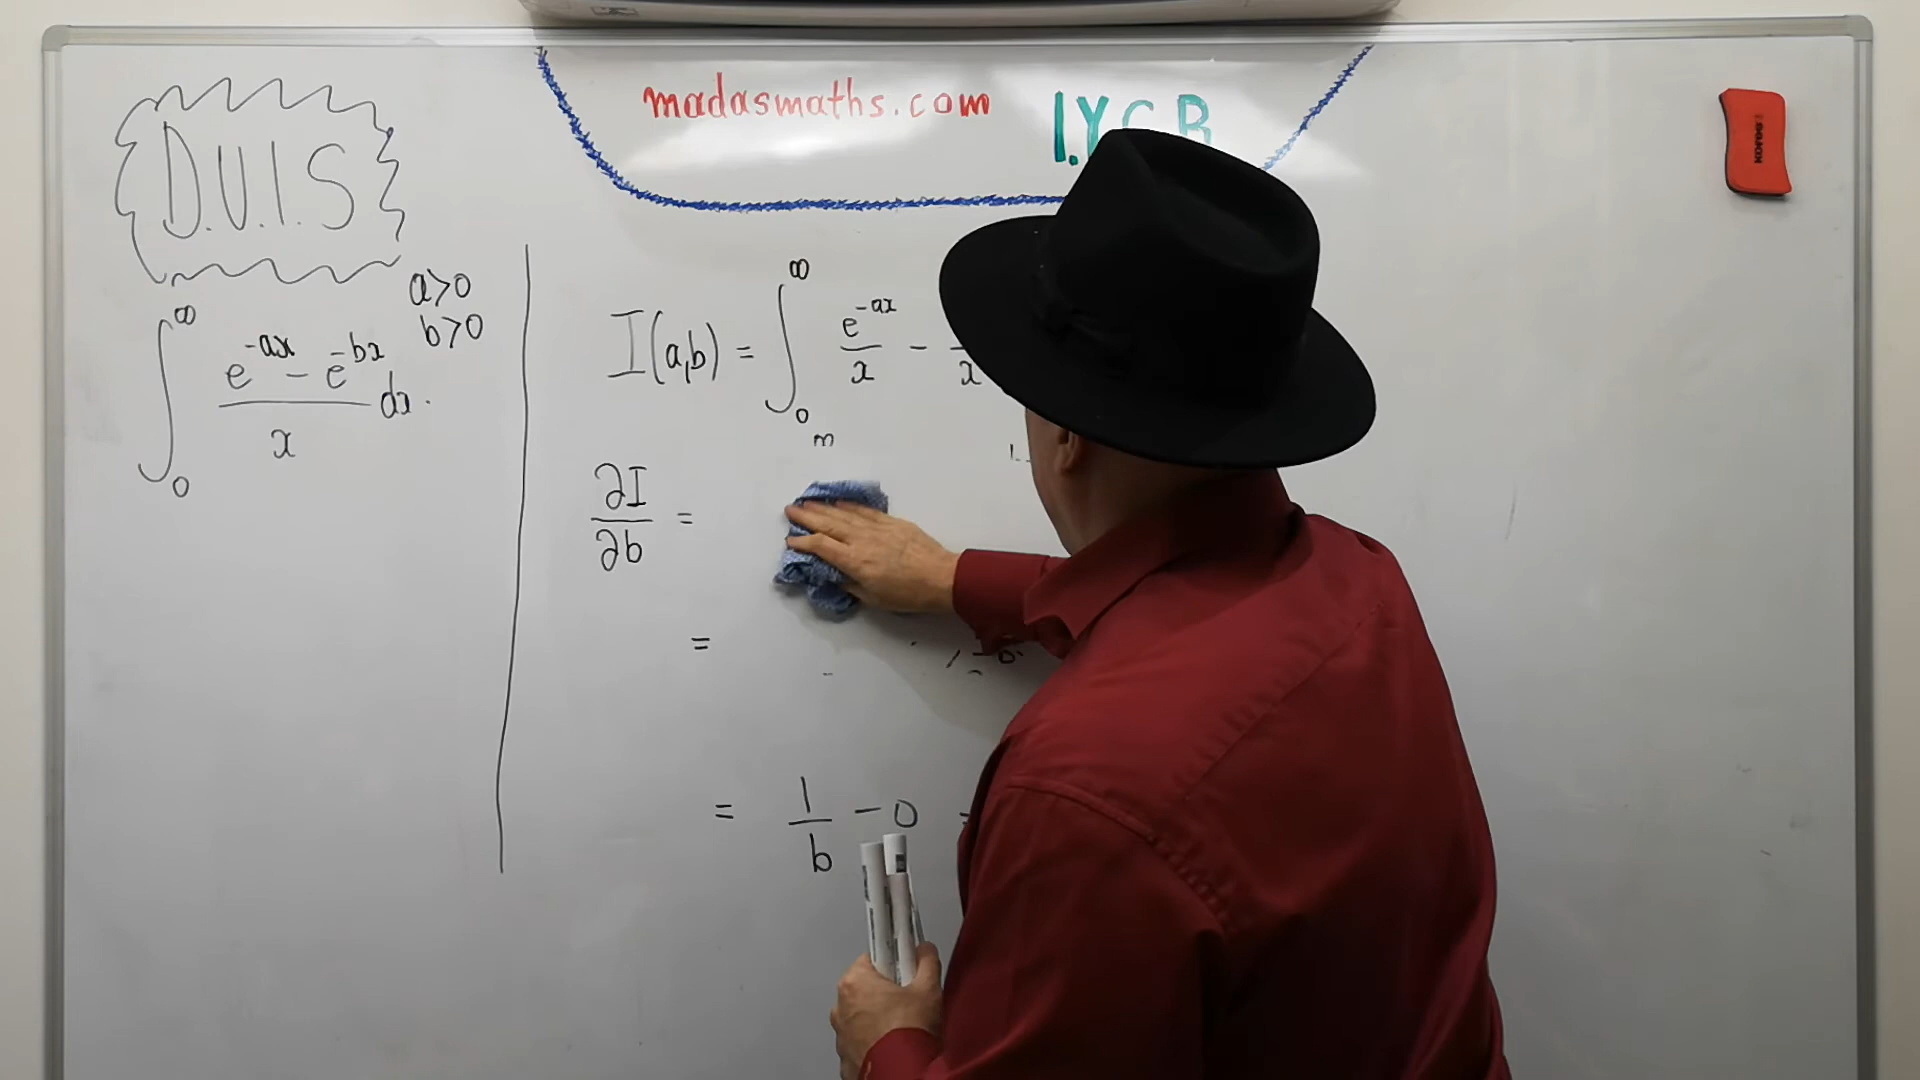 madasmaths.com
I.Y.G.B
D.U.I.S
a>0
b>0
∫₀^∞ (e^{-ax} - e^{-bx})/x dx.
I(a,b) = ∫₀^∞ e^{-ax}/x - /x
∂I/∂b =
=
= 1/b - 0 =